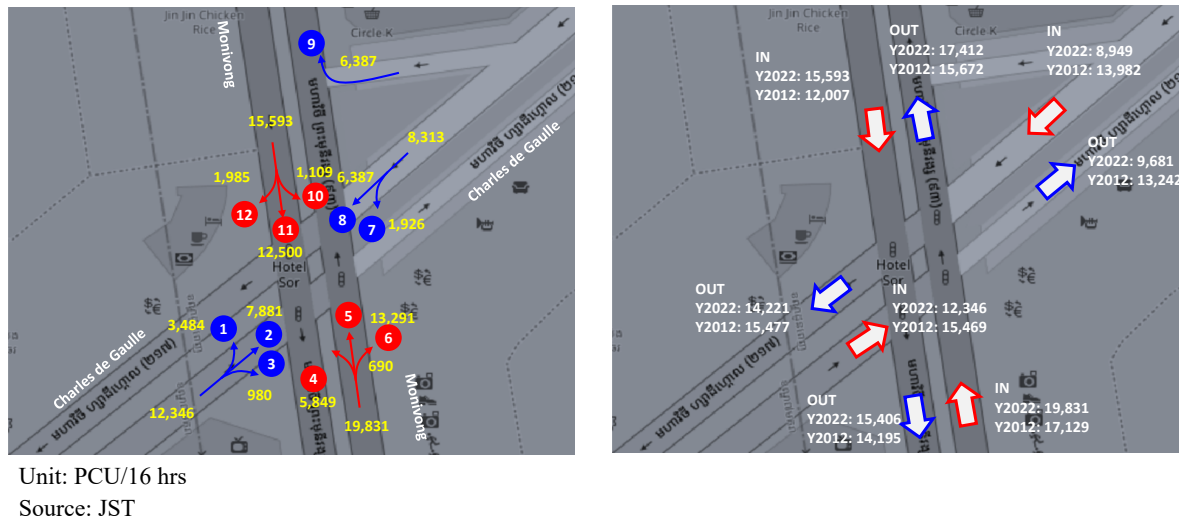 Jin Jin Chicken
Rice
Circle K
Monivong
9
6,387
15,593
8,313
Charles de Gaulle
1,985
1,109
6,387
10
12
11
8
7
1,926
12,500
Hotel
Sor
7,881
3,484
1
2
3
5
13,291
6
690
4
980
5,849
12,346
19,831
Charles de Gaulle
Monivong
Jin Jin Chicken
Rice
Circle K
OUT
Y2022: 17,412
Y2012: 15,672
IN
Y2022: 8,949
Y2012: 13,982
IN
Y2022: 15,593
Y2012: 12,007
OUT
Y2022: 9,681
Y2012: 13,242
Hotel
Sor
OUT
Y2022: 14,221
Y2012: 15,477
IN
Y2022: 12,346
Y2012: 15,469
OUT
Y2022: 15,406
Y2012: 14,195
IN
Y2022: 19,831
Y2012: 17,129
Unit: PCU/16 hrs
Source: JST